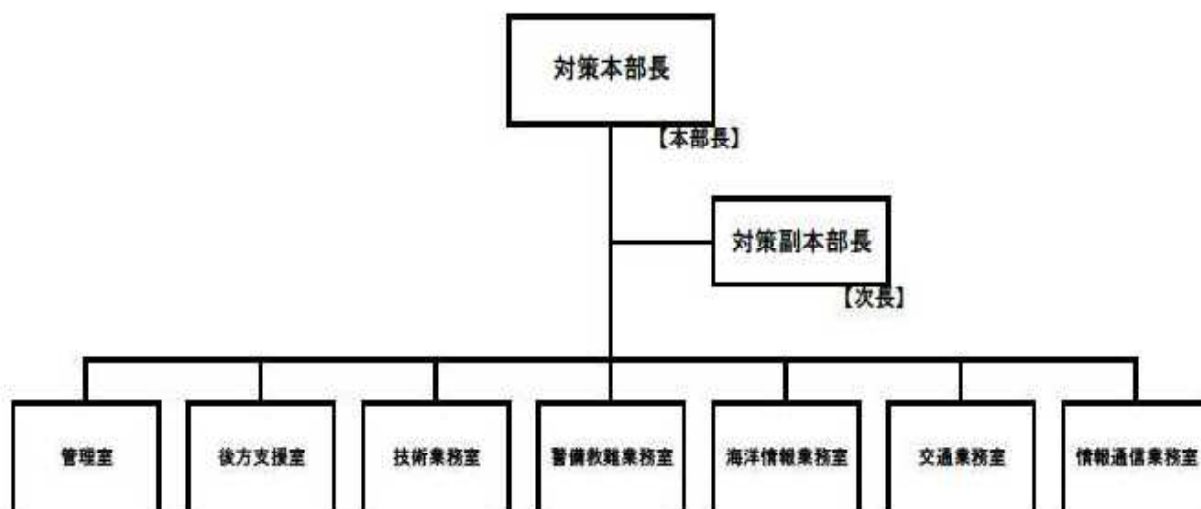 対策本部長
【本部長】
対策副本部長
【次長】
管理室
後方支援室
技術業務室
警備救難業務室
海洋情報業務室
交通業務室
情報通信業務室